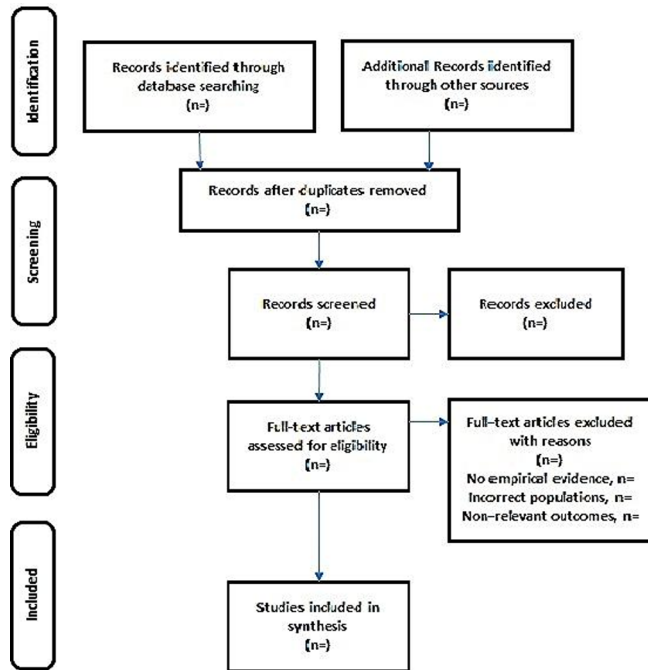 Identification
Records identified through
database searching
(n=)
Additional Records identified
through other sources
(n=)
Screening
Records after duplicates removed
(n=)
Records screened
(n=)
Records excluded
(n=)
Eligibility
Full-text articles
assessed for eligibility
(n=)
Full-text articles excluded
with reasons
(n=)
No empirical evidence, n=
Incorrect populations, n=
Non-relevant outcomes, n=
Included
Studies included in
synthesis
(n=)